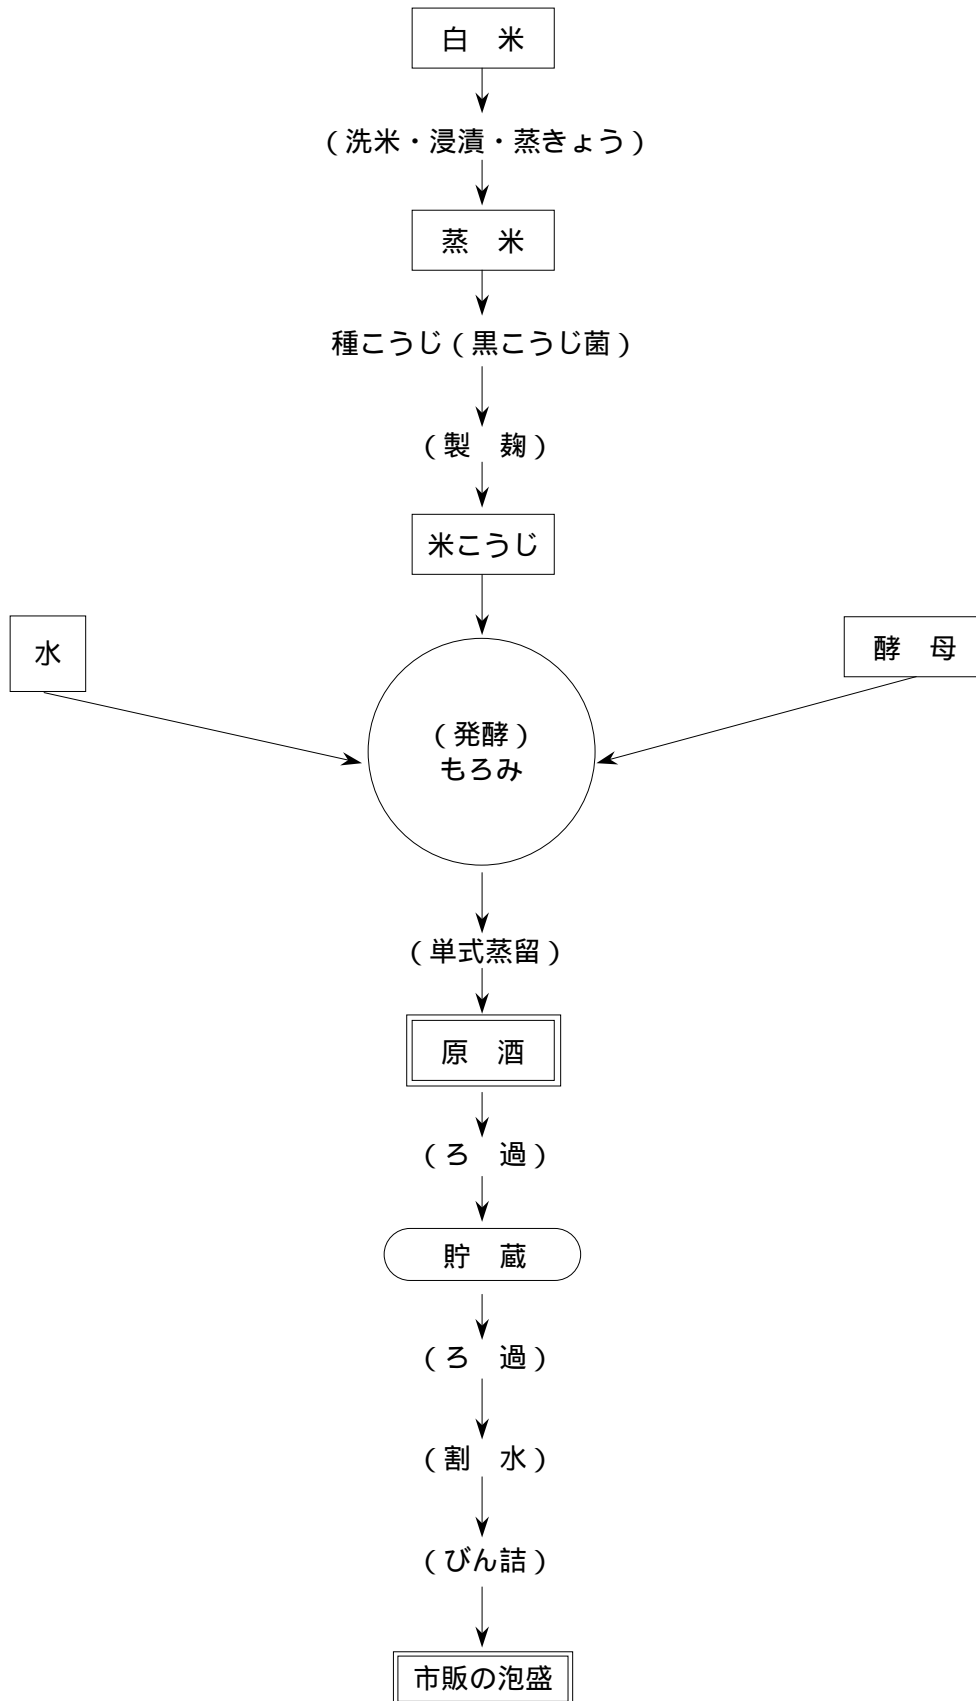 白　米
（洗米・浸漬・蒸きょう）
蒸　米
種こうじ（黒こうじ菌）
（製　麹）
米こうじ
水
酵　母
（発酵）
もろみ
（単式蒸留）
原　酒
（ろ　過）
貯　蔵
（ろ　過）
（割　水）
（びん詰）
市販の泡盛